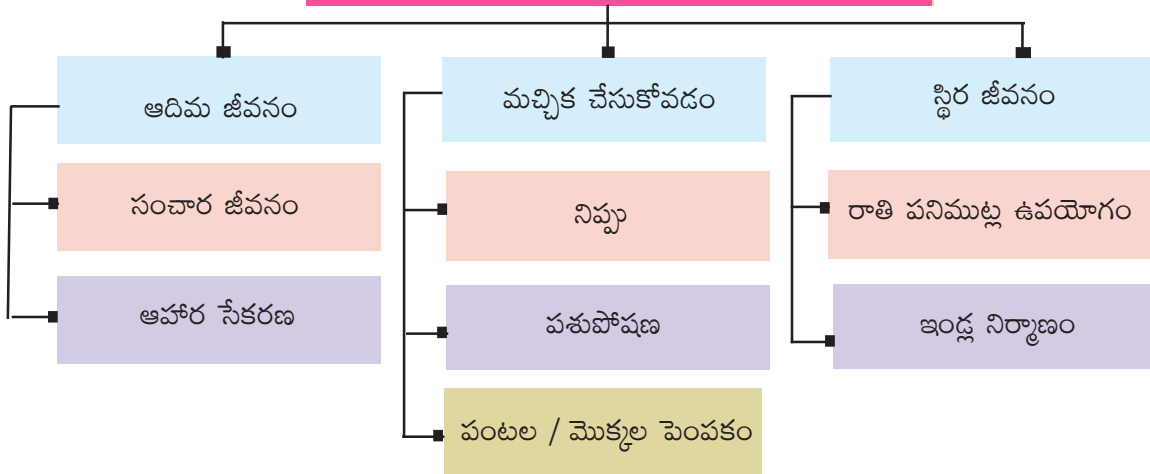 ఆదిమ జీవనం
సంచార జీవనం
ఆహార సేకరణ
మచ్చిక చేసుకోవడం
నిప్పు
పశుపోషణ
పంటల / మొక్కల పెంపకం
స్థిర జీవనం
రాతి పనిముట్ల ఉపయోగం
ఇండ్ల నిర్మాణం